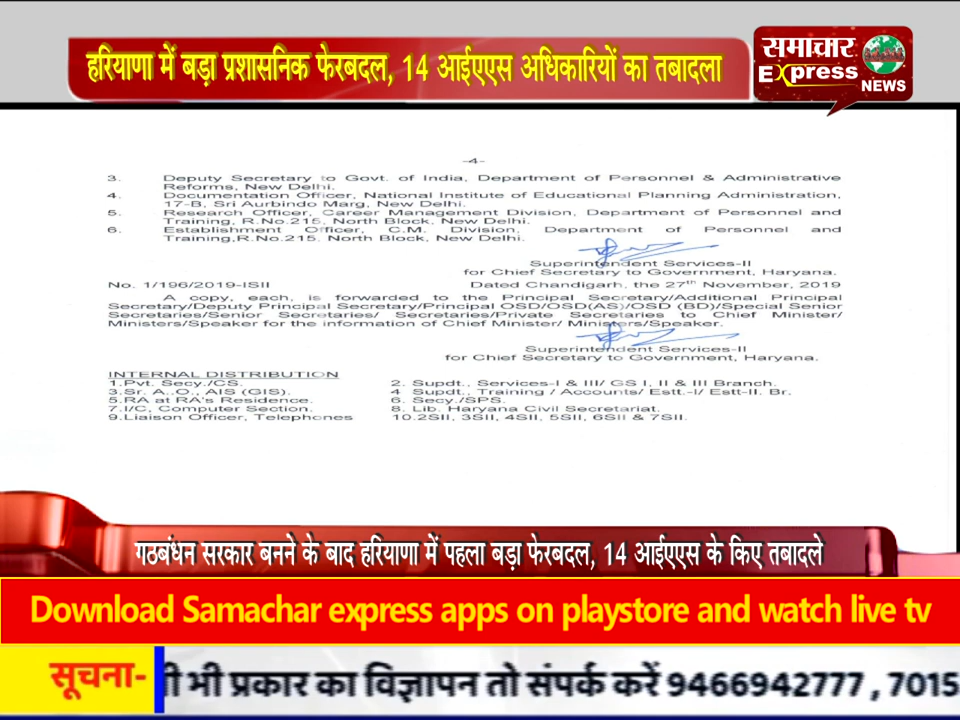 हरियाणा में बड़ा प्रशासनिक फेरबदल, 14 आईएएस अधिकारियों का तबादला
समाचार
Express
NEWS
-4-
3. Deputy Secretary to Govt. of India, Department of Personnel & Administrative
Reforms, New Delhi.
4. Documentation Officer, National Institute of Educational Planning Administration,
17-B, Sri Aurbindo Marg, New Delhi.
5. Research Officer, Career Management Division, Department of Personnel and
Training, R.No.215, North Block, New Delhi.
6. Establishment Officer, C.M. Division, Department of Personnel and
Training,R.No.215, North Block, New Delhi.
Superintendent Services-II
for Chief Secretary to Government, Haryana.
No. 1/196/2019-ISII Dated Chandigarh, the 27th November, 2019
A copy, each, is forwarded to the Principal Secretary/Additional Principal
Secretary/Deputy Principal Secretary/Principal OSD/OSD(AS)/OSD (BD)/Special Senior
Secretaries/Senior Secretaries/ Secretaries/Private Secretaries to Chief Minister/
Ministers/Speaker for the information of Chief Minister/ Ministers/Speaker.
Superintendent Services-II
for Chief Secretary to Government, Haryana.
INTERNAL DISTRIBUTION
1.Pvt. Secy./CS. 2. Supdt., Services-I & III/ GS I, II & III Branch.
3.Sr. A..O., AIS (GIS). 4 Supdt., Training / Accounts/ Estt.-I/ Estt-II. Br.
5.RA at RA's Residence. 6. Secy./SPS.
7.I/C, Computer Section. 8. Lib. Haryana Civil Secretariat.
9.Liaison Officer, Telephones 10.2SII, 3SII, 4SII, 5SII, 6SII & 7SII.
गठबंधन सरकार बनने के बाद हरियाणा में पहला बड़ा फेरबदल, 14 आईएएस के किए तबादले
Download Samachar express apps on playstore and watch live tv
सूचना- ी भी प्रकार का विज्ञापन तो संपर्क करें 9466942777 , 7015